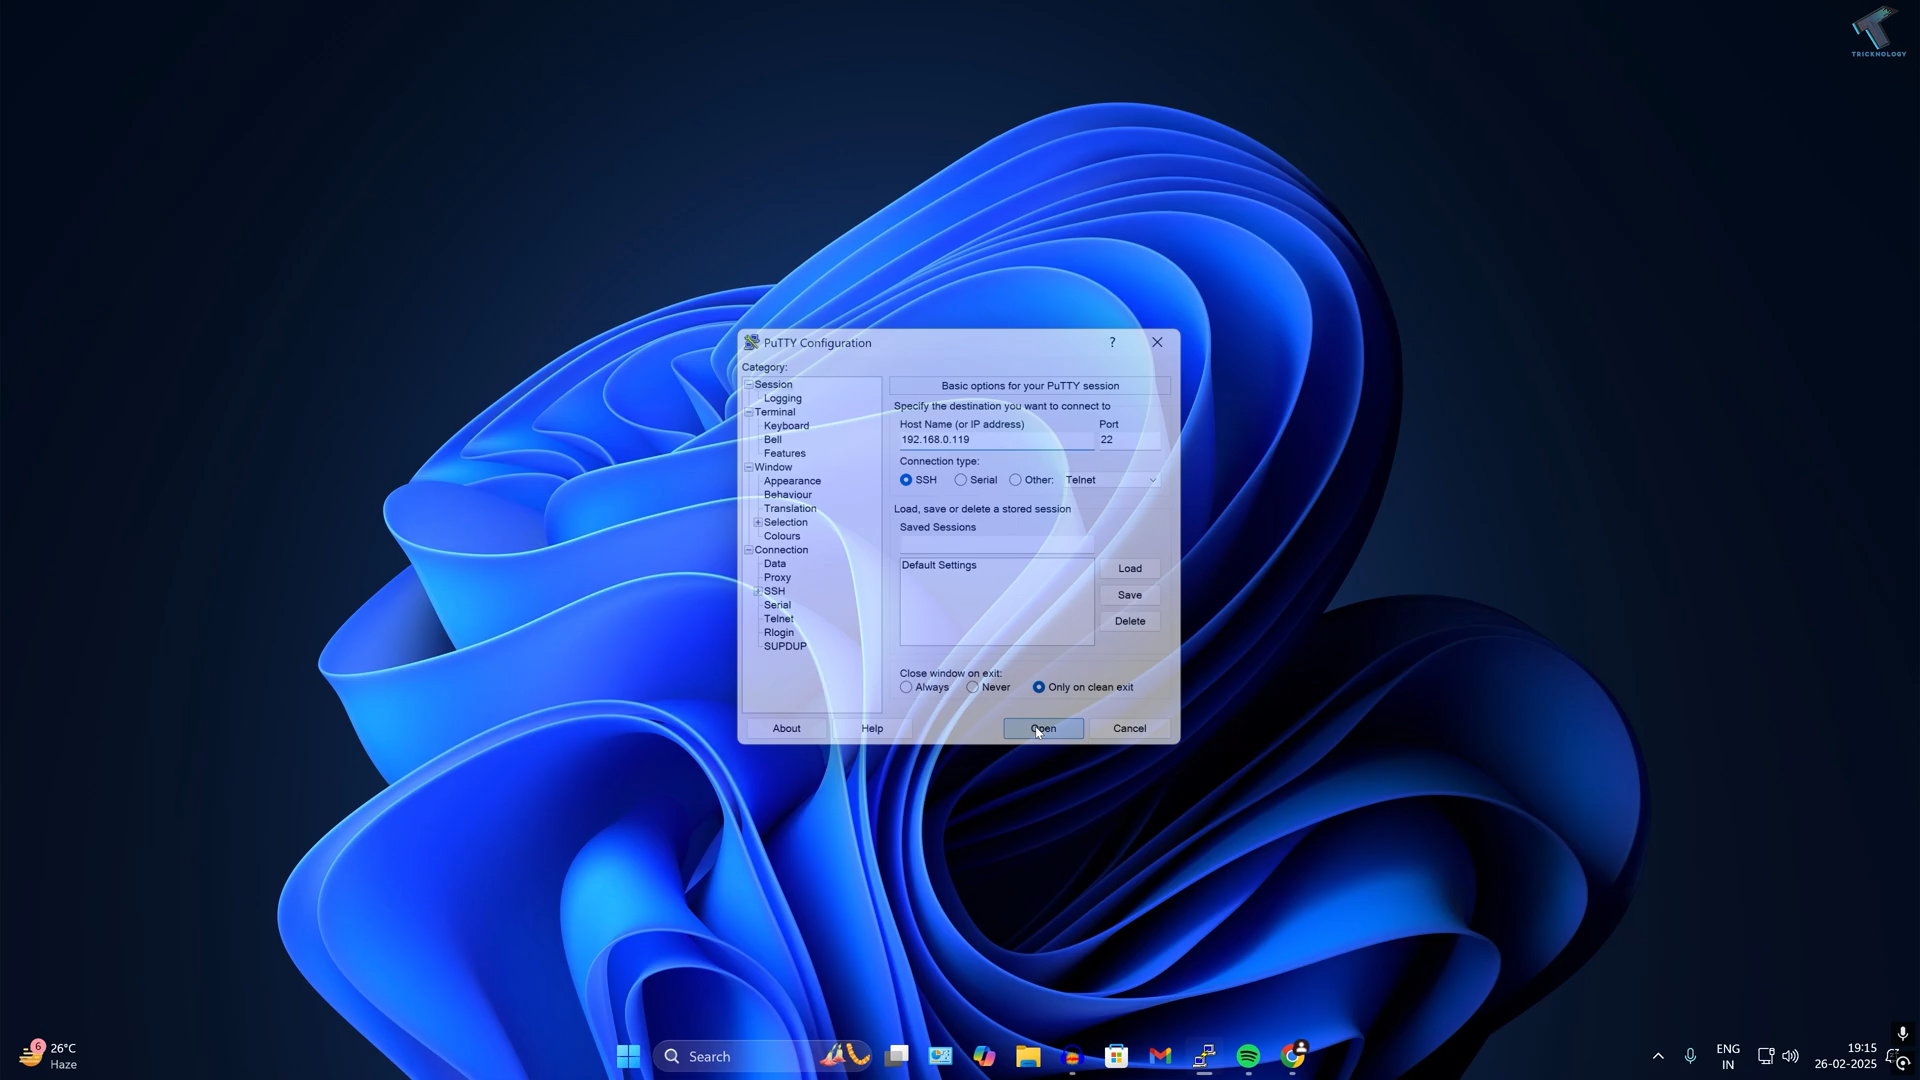 TRICKNOLOGY
PuTTY Configuration
?
Category:
Session
Logging
Terminal
Keyboard
Bell
Features
Window
Appearance
Behaviour
Translation
Selection
Colours
Connection
Data
Proxy
SSH
Serial
Telnet
Rlogin
SUPDUP
Basic options for your PuTTY session
Specify the destination you want to connect to
Host Name (or IP address) Port
192.168.0.119 22
Connection type:
SSH Serial Other: Telnet
Load, save or delete a stored session
Saved Sessions
Default Settings
Load
Save
Delete
Close window on exit:
Always Never Only on clean exit
About Help Open Cancel
6
26°C
Haze
Search
ENG
IN
19:15
26-02-2025